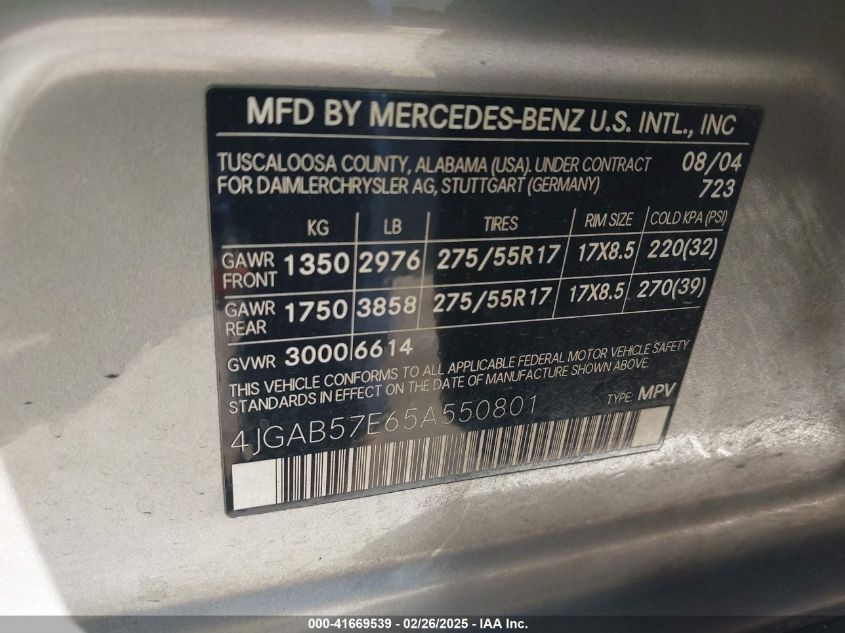 MFD BY MERCEDES-BENZ U.S. INTL., INC
TUSCALOOSA COUNTY, ALABAMA (USA). UNDER CONTRACT 08/04
FOR DAIMLERCHRYSLER AG, STUTTGART (GERMANY) 723
KG LB TIRES RIM SIZE COLD KPA (PSI)
GAWR FRONT 1350 2976 275/55R17 17X8.5 220(32)
GAWR REAR 1750 3858 275/55R17 17X8.5 270(39)
GVWR 3000 6614
THIS VEHICLE CONFORMS TO ALL APPLICABLE FEDERAL MOTOR VEHICLE SAFETY
STANDARDS IN EFFECT ON THE DATE OF MANUFACTURE SHOWN ABOVE.
4JGAB57E65A550801 TYPE: MPV
000-41669539 - 02/26/2025 - IAA Inc.